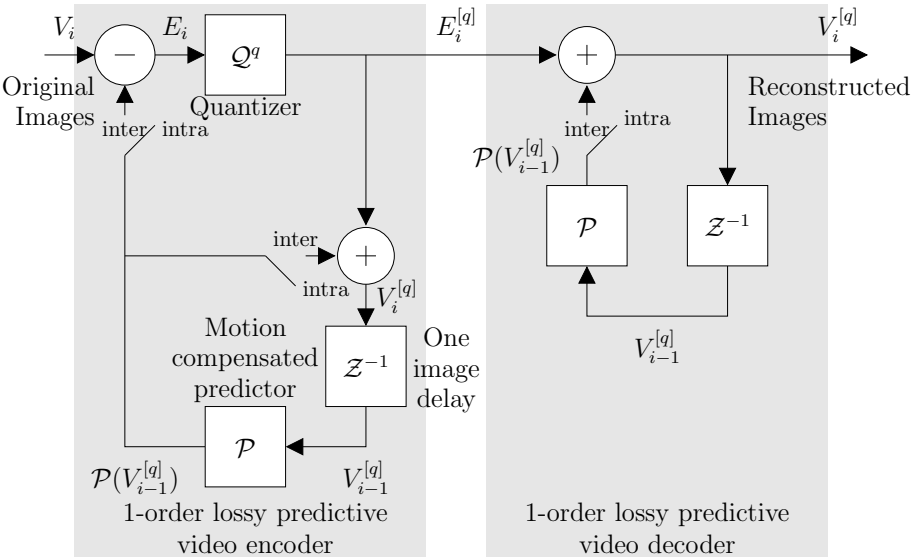 V_i
E_i
E_i^{[q]}
V_i^{[q]}
−
𝒬^q
+
Original
Images
Quantizer
Reconstructed
Images
inter
intra
inter
intra
𝒫(V_{i−1}^{[q]})
𝒫
𝒵^{−1}
inter
+
intra
V_i^{[q]}
Motion
compensated
predictor
𝒵^{−1}
One
image
delay
V_{i−1}^{[q]}
𝒫
𝒫(V_{i−1}^{[q]})
V_{i−1}^{[q]}
1-order lossy predictive
video encoder
1-order lossy predictive
video decoder